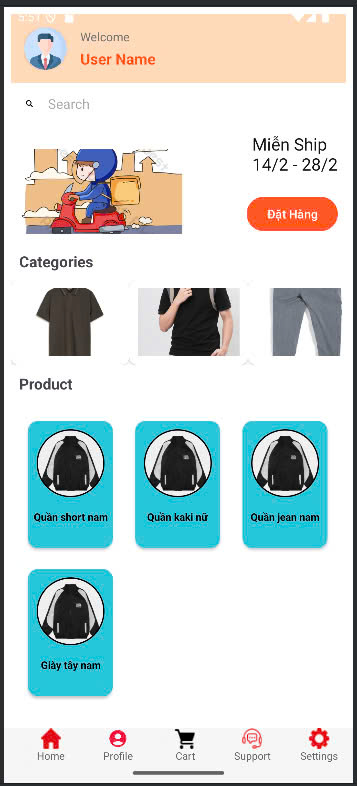 5:51
Welcome
User Name
Search
Miễn Ship
14/2 - 28/2
Đặt Hàng
Categories
Product
Quần short nam
Quần kaki nữ
Quần jean nam
Giày tây nam
Home
Profile
Cart
Support
Settings